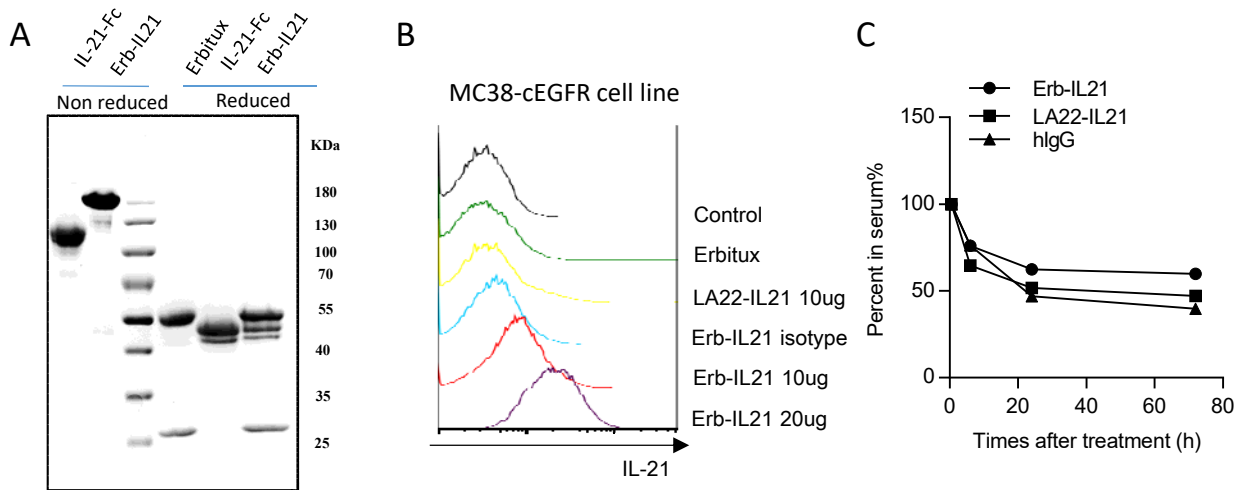 A
IL-21-Fc
Erb-IL21
Erbitux
IL-21-Fc
Erb-IL21
Non reduced
Reduced
KDa
180
130
100
70
55
40
35
25
B
MC38-cEGFR cell line
Control
Erbitux
LA22-IL21 10ug
Erb-IL21 isotype
Erb-IL21 10ug
Erb-IL21 20ug
IL-21
C
Erb-IL21
LA22-IL21
hIgG
150
100
50
0
Percent in serum%
0 20 40 60 80
Times after treatment (h)